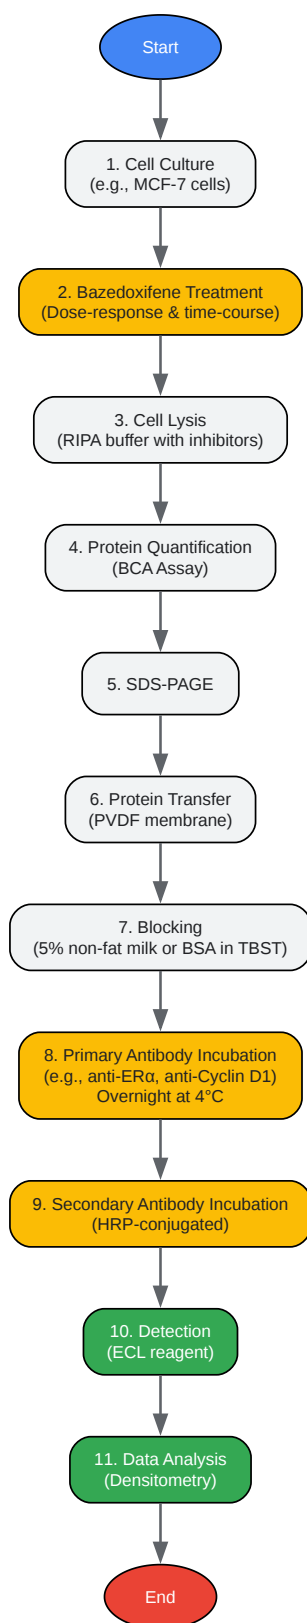 Start
1. Cell Culture
(e.g., MCF-7 cells)
2. Bazedoxifene Treatment
(Dose-response & time-course)
3. Cell Lysis
(RIPA buffer with inhibitors)
4. Protein Quantification
(BCA Assay)
5. SDS-PAGE
6. Protein Transfer
(PVDF membrane)
7. Blocking
(5% non-fat milk or BSA in TBST)
8. Primary Antibody Incubation
(e.g., anti-ERα, anti-Cyclin D1)
Overnight at 4°C
9. Secondary Antibody Incubation
(HRP-conjugated)
10. Detection
(ECL reagent)
11. Data Analysis
(Densitometry)
End